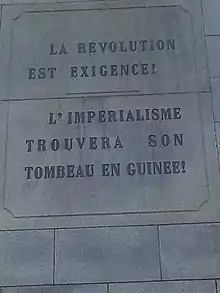 LA REVOLUTION
EST EXIGENCE!
L'IMPERIALISME
TROUVERA SON
TOMBEAU EN GUINEE!